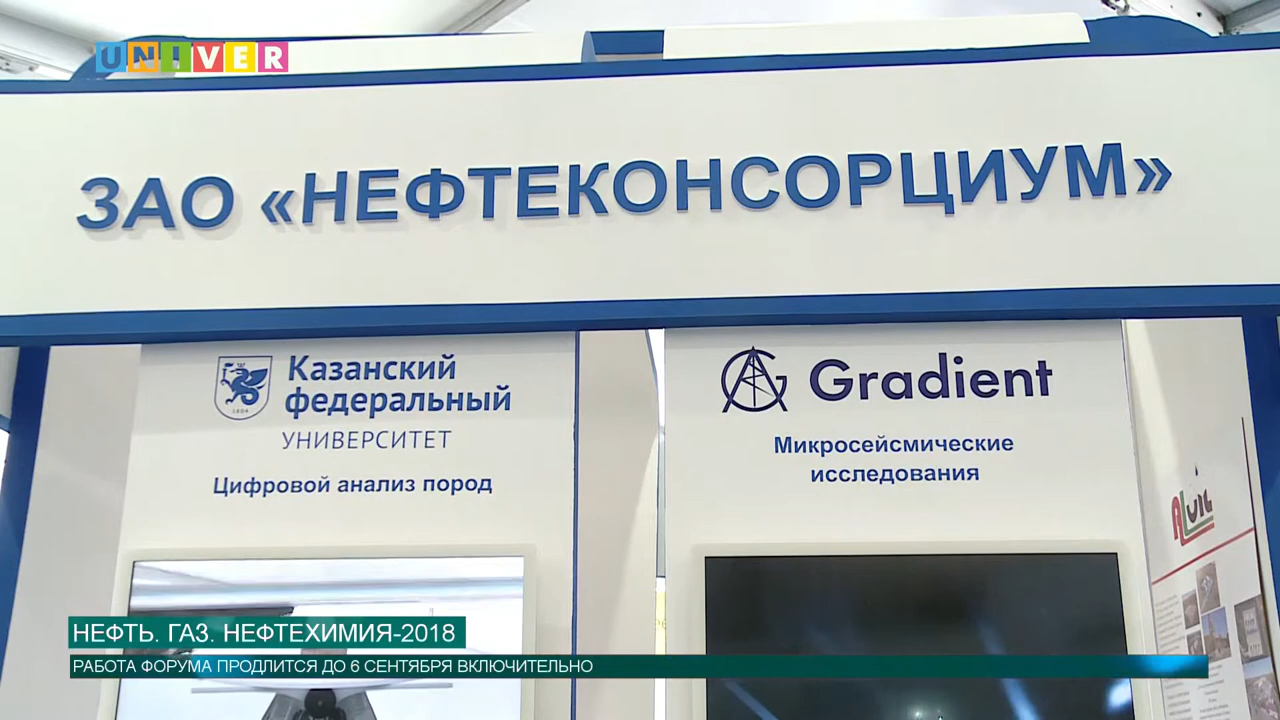 UNIVER
ЗАО «НЕФТЕКОНСОРЦИУМ»
Казанский
федеральный
УНИВЕРСИТЕТ
Цифровой анализ пород
1804
Gradient
Микросейсмические
исследования
НЕФТЬ. ГАЗ. НЕФТЕХИМИЯ-2018
РАБОТА ФОРУМА ПРОДЛИТСЯ ДО 6 СЕНТЯБРЯ ВКЛЮЧИТЕЛЬНО